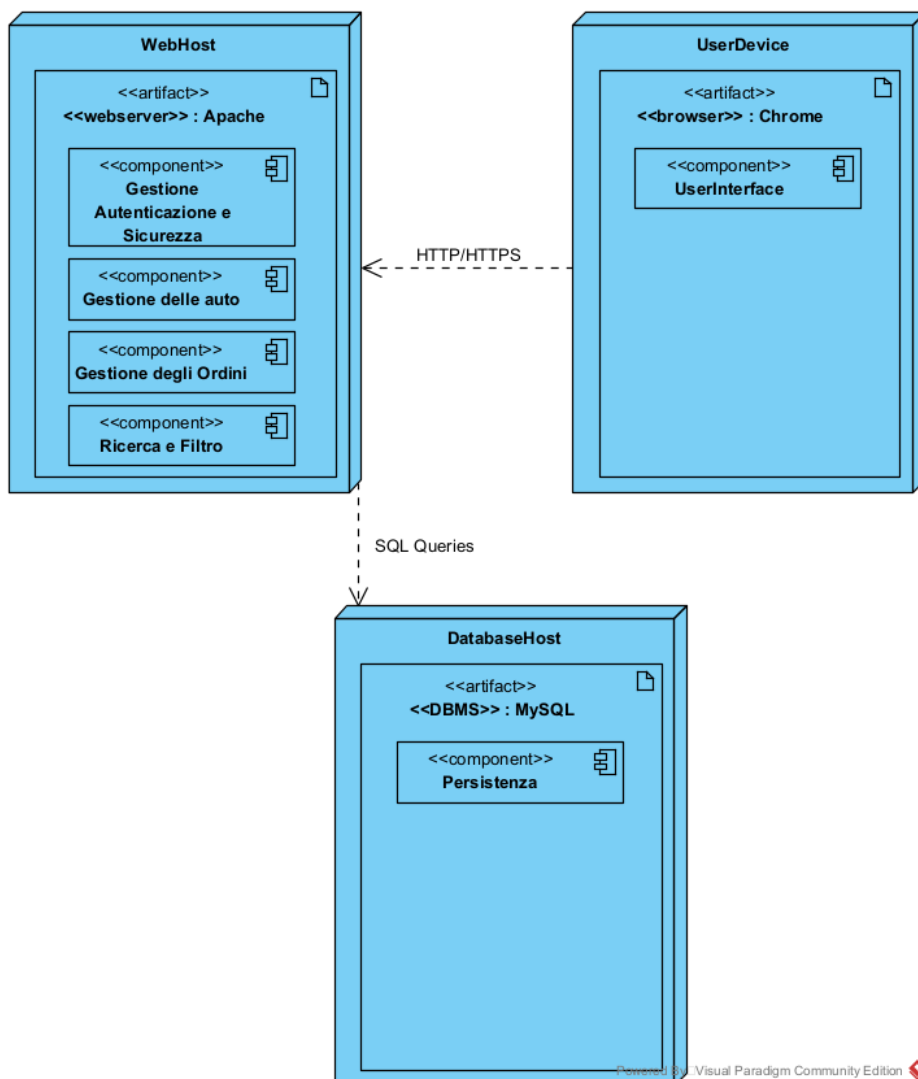 WebHost
<<artifact>>
<<webserver>> : Apache
<<component>>
Gestione
Autenticazione e
Sicurezza
<<component>>
Gestione delle auto
<<component>>
Gestione degli Ordini
<<component>>
Ricerca e Filtro
HTTP/HTTPS
UserDevice
<<artifact>>
<<browser>> : Chrome
<<component>>
UserInterface
SQL Queries
DatabaseHost
<<artifact>>
<<DBMS>> : MySQL
<<component>>
Persistenza
Powered By Visual Paradigm Community Edition